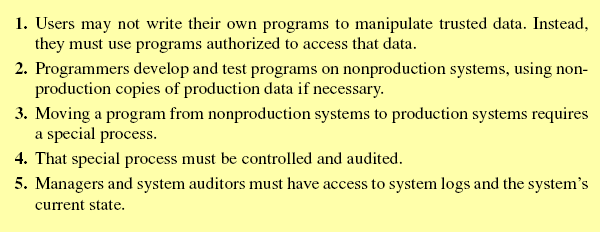 1. Users may not write their own programs to manipulate trusted data. Instead,
they must use programs authorized to access that data.
2. Programmers develop and test programs on nonproduction systems, using non-
production copies of production data if necessary.
3. Moving a program from nonproduction systems to production systems requires
a special process.
4. That special process must be controlled and audited.
5. Managers and system auditors must have access to system logs and the system’s
current state.